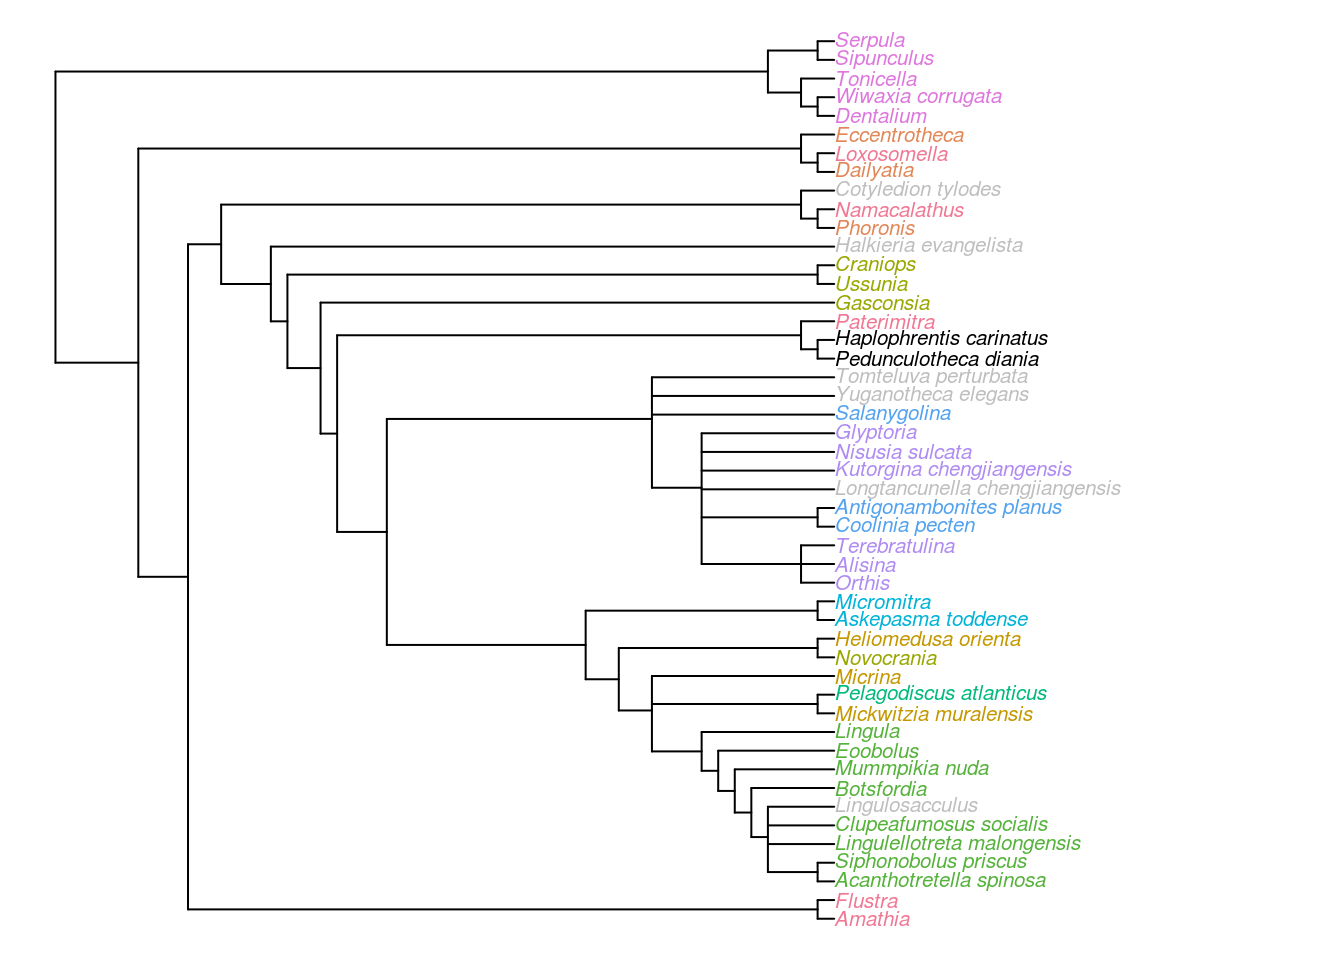 Serpula
Sipunculus
Tonicella
Wiwaxia corrugata
Dentalium
Eccentrotheca
Loxosomella
Dailyatia
Cotyledion tylodes
Namacalathus
Phoronis
Halkieria evangelista
Craniops
Ussunia
Gasconsia
Paterimitra
Haplophrentis carinatus
Pedunculotheca diania
Tomteluva perturbata
Yuganotheca elegans
Salanygolina
Glyptoria
Nisusia sulcata
Kutorgina chengjiangensis
Longtancunella chengjiangensis
Antigonambonites planus
Coolinia pecten
Terebratulina
Alisina
Orthis
Micromitra
Askepasma toddense
Heliomedusa orienta
Novocrania
Micrina
Pelagodiscus atlanticus
Mickwitzia muralensis
Lingula
Eoobolus
Mummpikia nuda
Botsfordia
Lingulosacculus
Clupeafumosus socialis
Lingulellotreta malongensis
Siphonobolus priscus
Acanthotretella spinosa
Flustra
Amathia